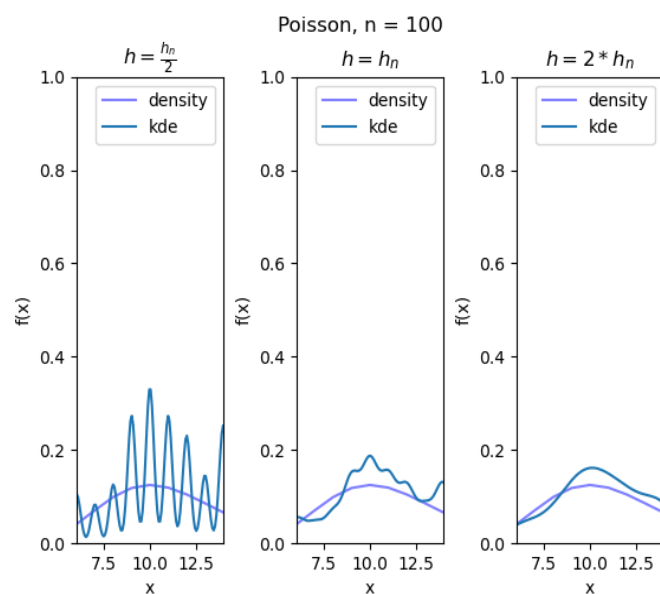 Poisson, n = 100
h = h_n/2
h = h_n
h = 2 * h_n
density
kde
density
kde
density
kde
1.0
0.8
0.6
0.4
0.2
0.0
1.0
0.8
0.6
0.4
0.2
0.0
1.0
0.8
0.6
0.4
0.2
0.0
f(x)
f(x)
f(x)
7.5 10.0 12.5
7.5 10.0 12.5
7.5 10.0 12.5
x
x
x